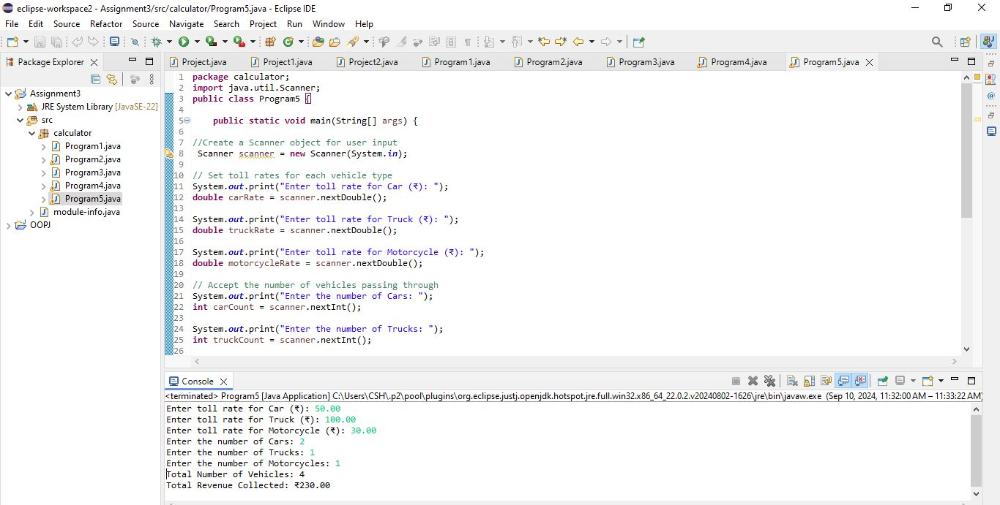 eclipse-workspace2 - Assignment3/src/calculator/Program5.java - Eclipse IDE
File Edit Source Refactor Source Navigate Search Project Run Window Help
Package Explorer
Project.java Project1.java Project2.java Program1.java Program2.java Program3.java Program4.java Program5.java
Assignment3
JRE System Library [JavaSE-22]
src
calculator
Program1.java
Program2.java
Program3.java
Program4.java
Program5.java
module-info.java
OOPJ
1 package calculator;
2 import java.util.Scanner;
3 public class Program5 {
4
5 public static void main(String[] args) {
6
7 //Create a Scanner object for user input
8 Scanner scanner = new Scanner(System.in);
9
10 // Set toll rates for each vehicle type
11 System.out.print("Enter toll rate for Car (₹): ");
12 double carRate = scanner.nextDouble();
13
14 System.out.print("Enter toll rate for Truck (₹): ");
15 double truckRate = scanner.nextDouble();
16
17 System.out.print("Enter toll rate for Motorcycle (₹): ");
18 double motorcycleRate = scanner.nextDouble();
19
20 // Accept the number of vehicles passing through
21 System.out.print("Enter the number of Cars: ");
22 int carCount = scanner.nextInt();
23
24 System.out.print("Enter the number of Trucks: ");
25 int truckCount = scanner.nextInt();
26
Console
<terminated> Program5 [Java Application] C:\Users\CSH\.p2\pool\plugins\org.eclipse.justj.openjdk.hotspot.jre.full.win32.x86_64_22.0.2.v20240802-1626\jre\bin\javaw.exe (Sep 10, 2024, 11:32:00 AM – 11:33:22 AM)
Enter toll rate for Car (₹): 50.00
Enter toll rate for Truck (₹): 100.00
Enter toll rate for Motorcycle (₹): 30.00
Enter the number of Cars: 2
Enter the number of Trucks: 1
Enter the number of Motorcycles: 1
Total Number of Vehicles: 4
Total Revenue Collected: ₹230.00